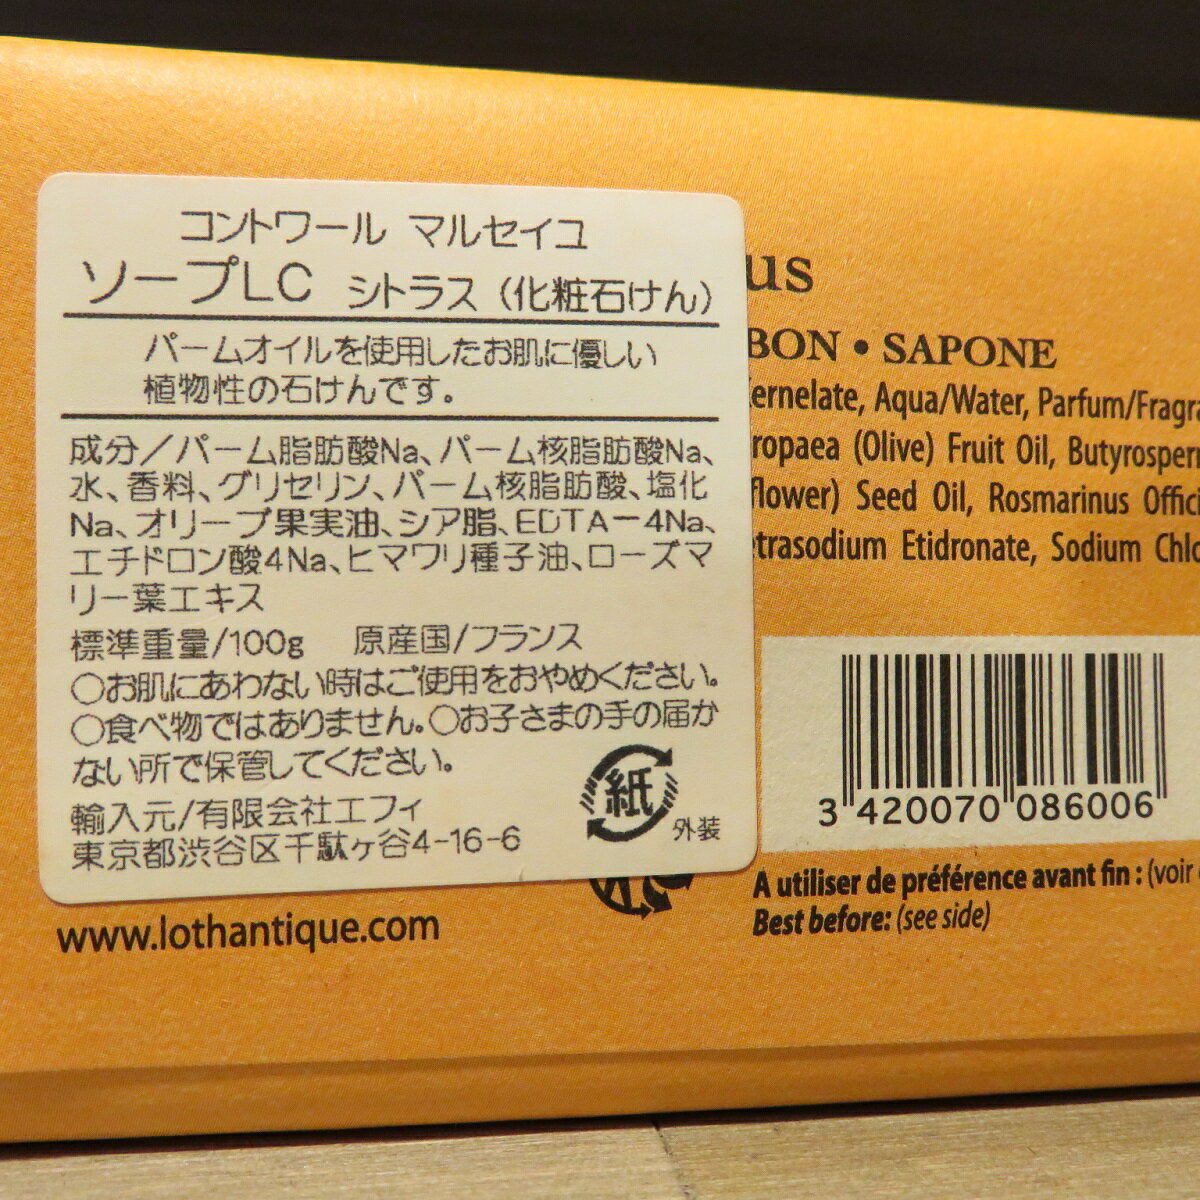 コントワール マルセイユ
ソープLC シトラス（化粧石けん）
パームオイルを使用したお肌に優しい
植物性の石けんです。
成分／パーム脂肪酸Na、パーム核脂肪酸Na、
水、香料、グリセリン、パーム核脂肪酸、塩化
Na、オリーブ果実油、シア脂、EDTA－4Na、
エチドロン酸4Na、ヒマワリ種子油、ローズマ
リー葉エキス
標準重量/100g 原産国/フランス
○お肌にあわない時はご使用をおやめください。
○食べ物ではありません。○お子さまの手の届か
ない所で保管してください。
輸入元/有限会社エフィ
東京都渋谷区千駄ヶ谷4-16-6
紙
外装
www.lothantique.com
us
BON • SAPONE
ernelate, Aqua/Water, Parfum/Fragra
ropaea (Olive) Fruit Oil, Butyrosperm
flower) Seed Oil, Rosmarinus Offici
etrasodium Etidronate, Sodium Chlo
3 420070 086006
A utiliser de préférence avant fin : (voir
Best before: (see side)